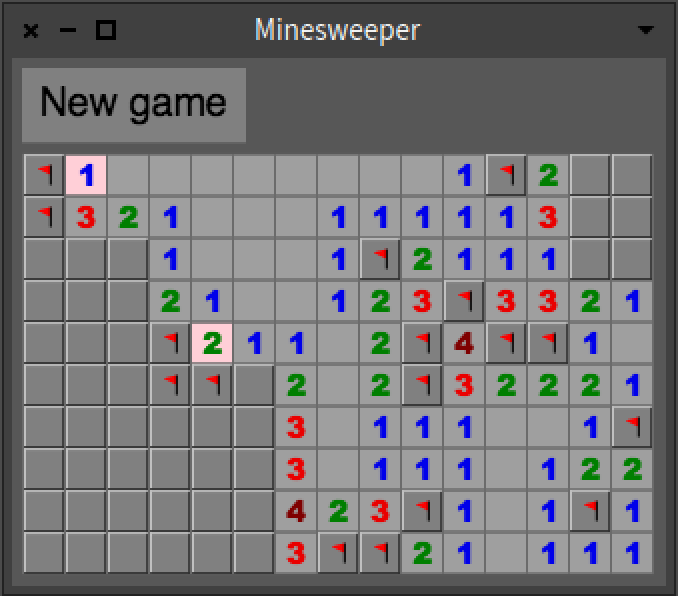 Minesweeper
New game
1 1 2
3 2 1 1 1 1 1 1 3
1 1 2 1 1 1
2 1 1 2 3 3 3 2 1
2 1 1 2 4 1
2 2 3 2 2 2 1
3 1 1 1 1
3 1 1 1 1 2 2
4 2 3 1 1 1
3 2 1 1 1 1